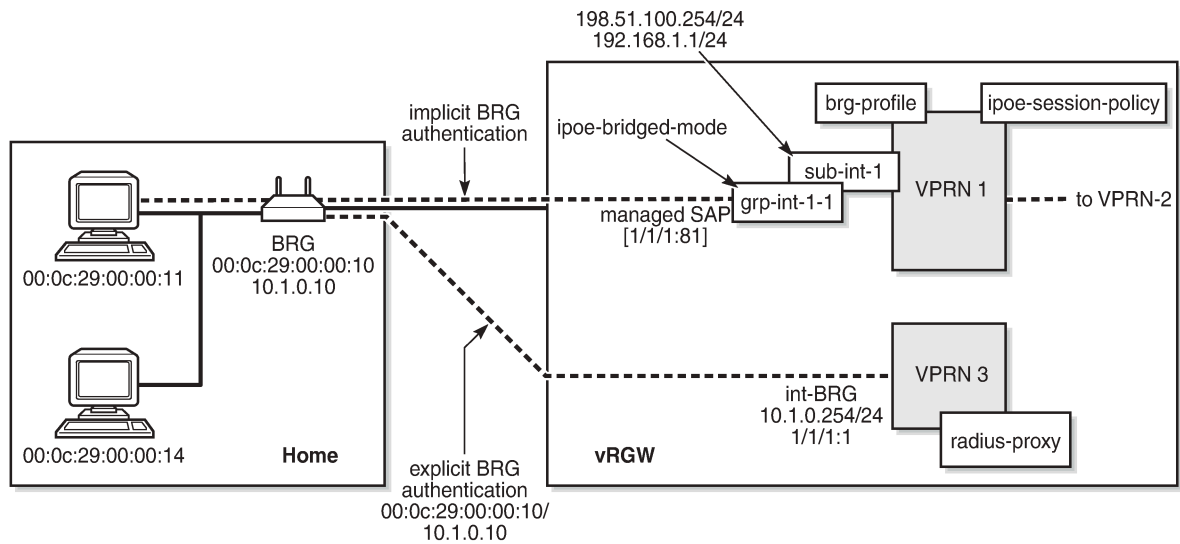 198.51.100.254/24
192.168.1.1/24
brg-profile
ipoe-session-policy
implicit BRG
authentication
ipoe-bridged-mode
sub-int-1
VPRN 1
grp-int-1-1
to VPRN-2
managed SAP
[1/1/1:81]
BRG
00:0c:29:00:00:10
10.1.0.10
00:0c:29:00:00:11
VPRN 3
int-BRG
10.1.0.254/24
1/1/1:1
radius-proxy
00:0c:29:00:00:14
Home
vRGW
explicit BRG
authentication
00:0c:29:00:00:10/
10.1.0.10